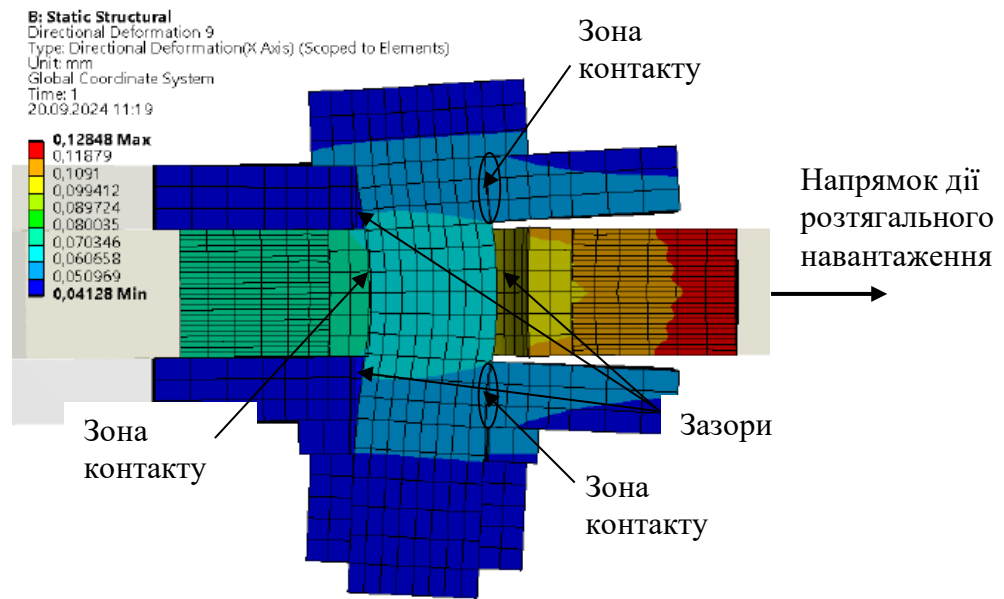 B: Static Structural
Directional Deformation 9
Type: Directional Deformation(X Axis) (Scoped to Elements)
Unit: mm
Global Coordinate System
Time: 1
20.09.2024 11:19
0,12848 Max
0,11879
0,1091
0,099412
0,089724
0,080035
0,070346
0,060658
0,050969
0,04128 Min
Зона
контакту
Напрямок дії
розтягального
навантаження
Зона
контакту
Зазори
Зона
контакту